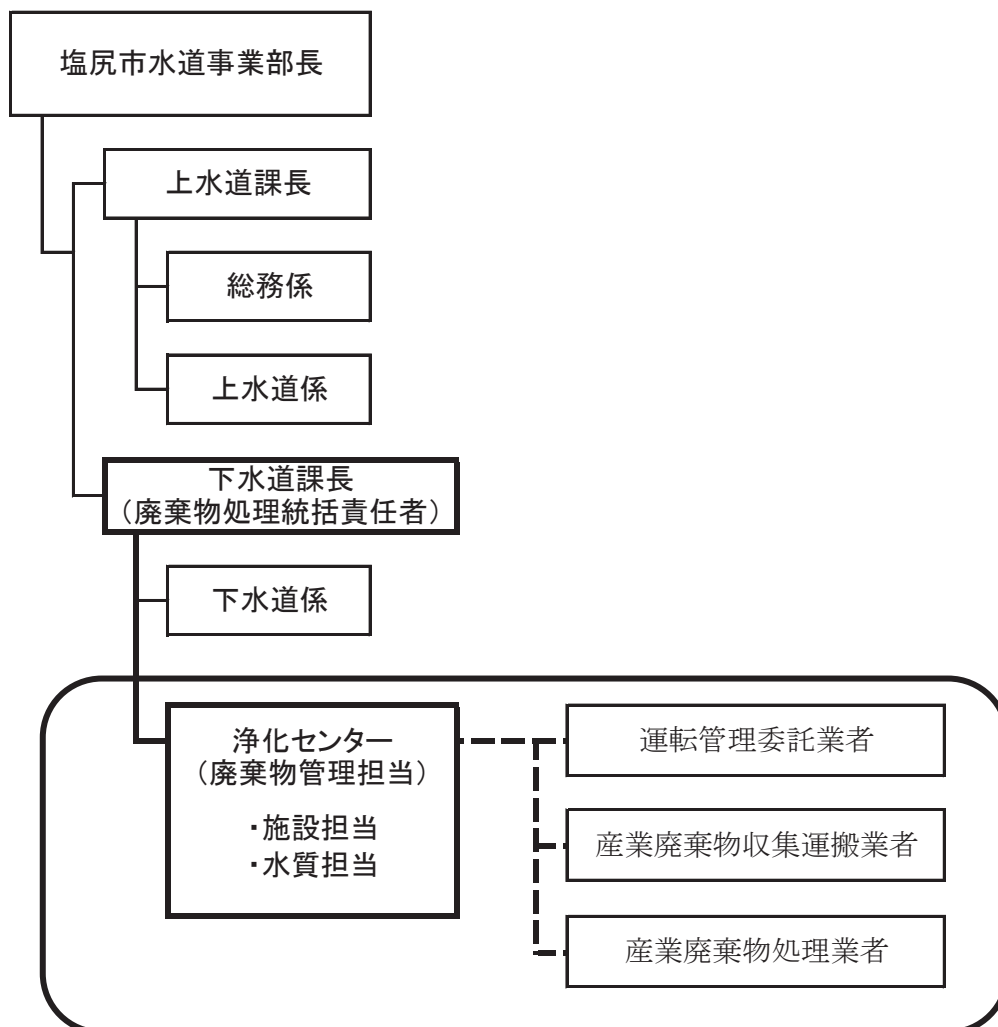 塩尻市水道事業部長
上水道課長
総務係
上水道係
下水道課長
（廃棄物処理統括責任者）
下水道係
浄化センター
（廃棄物管理担当）
・施設担当
・水質担当
運転管理委託業者
産業廃棄物収集運搬業者
産業廃棄物処理業者